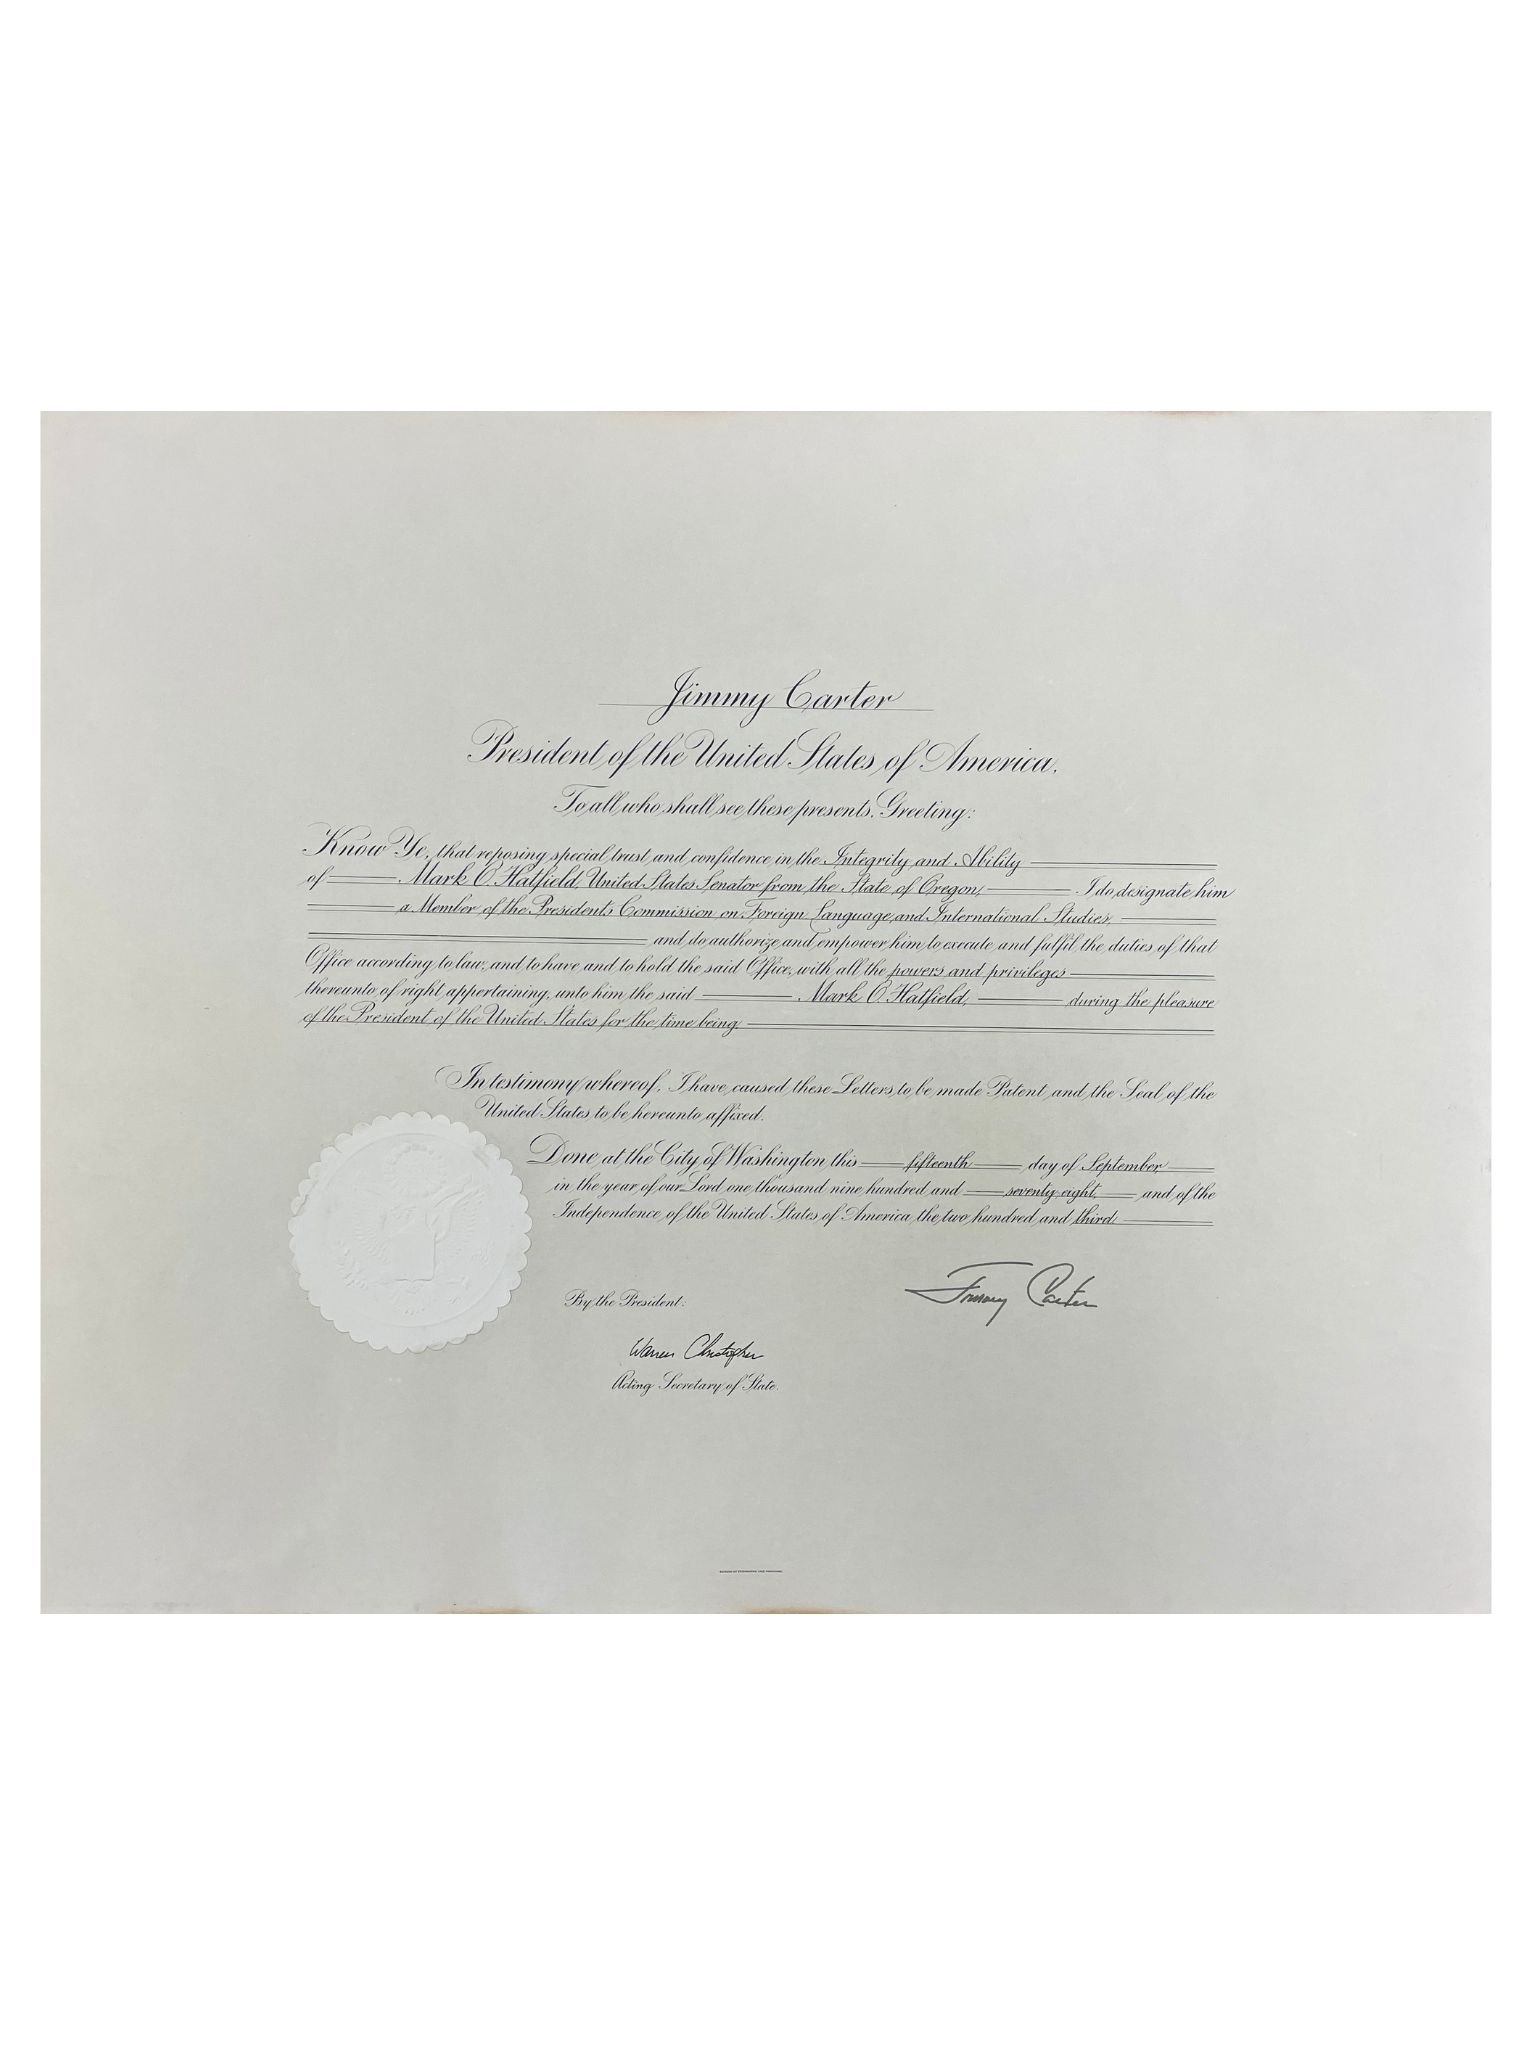 Jimmy Carter
President of the United States of America,
To all who shall see these presents, Greeting:
Know Ye, that reposing special trust and confidence in the Integrity and Ability
of Mark O. Hatfield, United States Senator from the State of Oregon, I do designate him
a Member of the President's Commission on Foreign Language and International Studies,
and do authorize and empower him to execute and fulfil the duties of that
Office according to law, and to have and to hold the said Office, with all the powers and privileges
thereunto of right appertaining, unto him the said Mark O. Hatfield, during the pleasure
of the President of the United States for the time being.
In testimony whereof, I have caused these Letters to be made Patent and the Seal of the
United States to be hereunto affixed.
Done at the City of Washington this fifteenth day of September
in the year of our Lord one thousand nine hundred and seventy-eight, and of the
Independence of the United States of America the two hundred and third.
Jimmy Carter
By the President:
Warren Christopher
Acting Secretary of State.